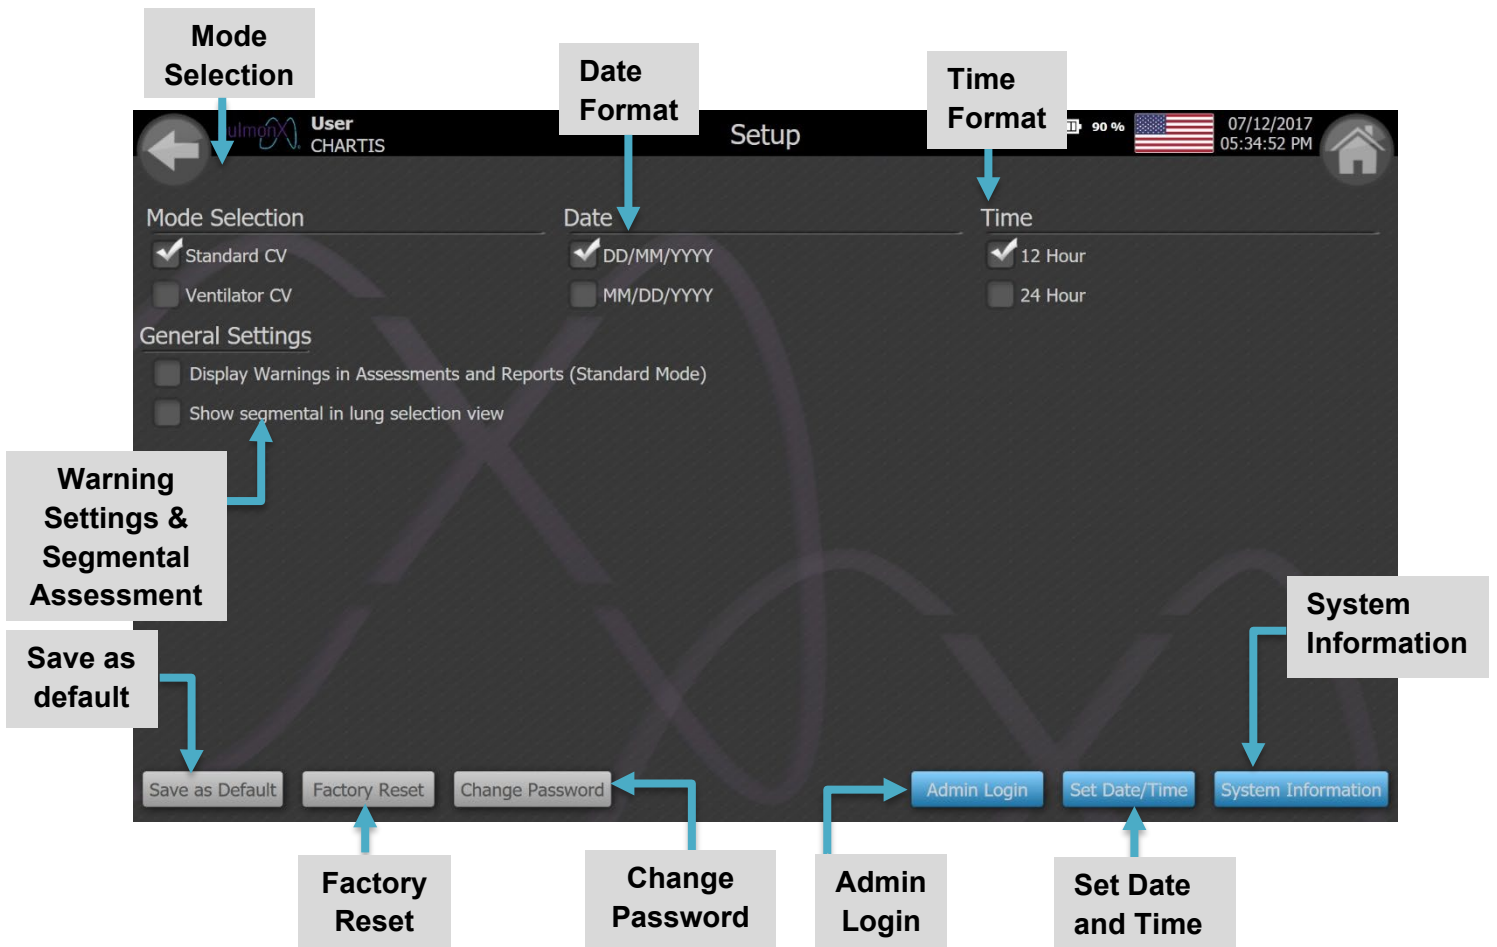 Mode
Selection
Date
Format
Time
Format
User
CHARTIS
Setup
90 %
07/12/2017
05:34:52 PM
Mode Selection
Date
Time
Standard CV
DD/MM/YYYY
12 Hour
Ventilator CV
MM/DD/YYYY
24 Hour
General Settings
Display Warnings in Assessments and Reports (Standard Mode)
Show segmental in lung selection view
Warning
Settings &
Segmental
Assessment
System
Information
Save as
default
Save as Default
Factory Reset
Change Password
Admin Login
Set Date/Time
System Information
Factory
Reset
Change
Password
Admin
Login
Set Date
and Time